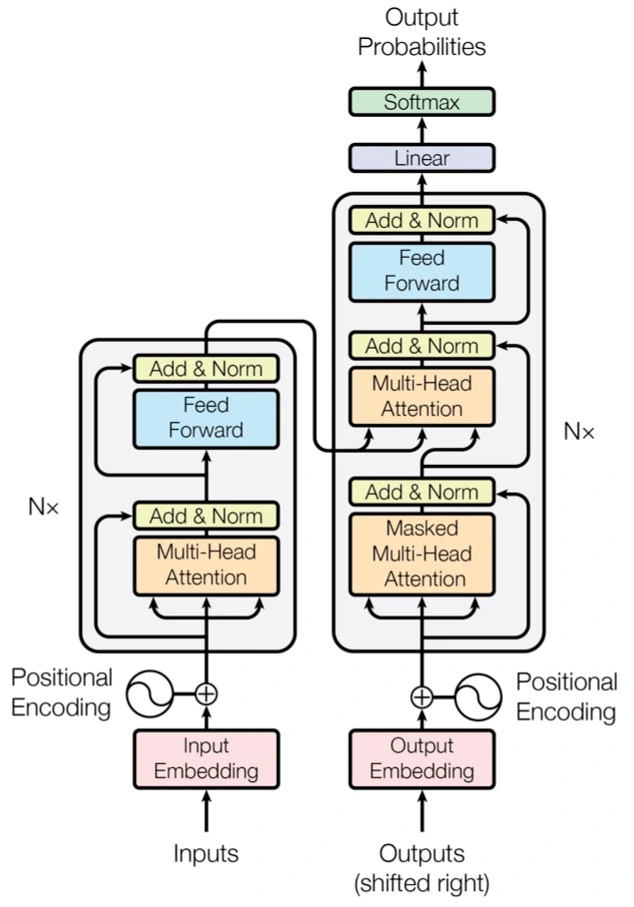 Output
Probabilities
Softmax
Linear
Add & Norm
Feed
Forward
Add & Norm
Multi-Head
Attention
Add & Norm
Masked
Multi-Head
Attention
N×
Positional
Encoding
Output
Embedding
Outputs
(shifted right)
Add & Norm
Feed
Forward
Add & Norm
Multi-Head
Attention
N×
Positional
Encoding
Input
Embedding
Inputs